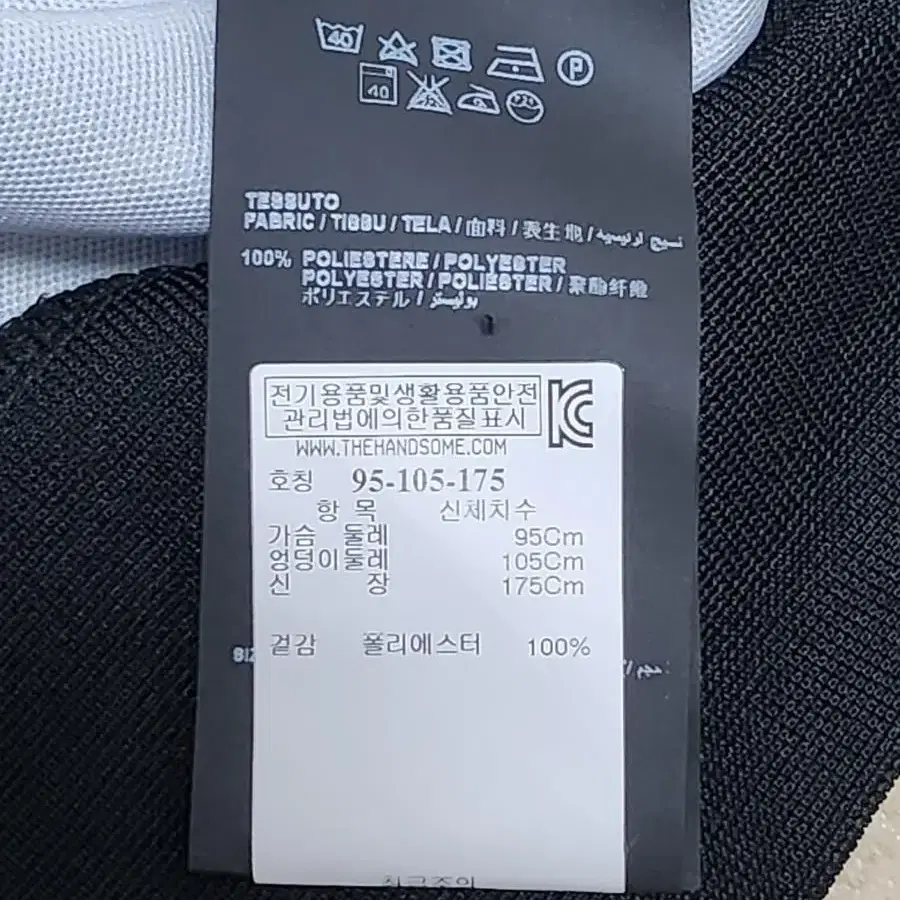 40 P
40
TESSUTO
FABRIC / TISSU / TELA / 面料 / 表生地 /
100% POLIESTERE / POLYESTER
POLYESTER / POLIESTER / 聚酯纤维
ポリエステル / بوليستر
전기용품및생활용품안전
관리법에의한품질표시
WWW.THEHANDSOME.COM
호칭 95-105-175
항 목 신체치수
가슴 둘레 95Cm
엉덩이둘레 105Cm
신 장 175Cm
겉감 폴리에스터 100%